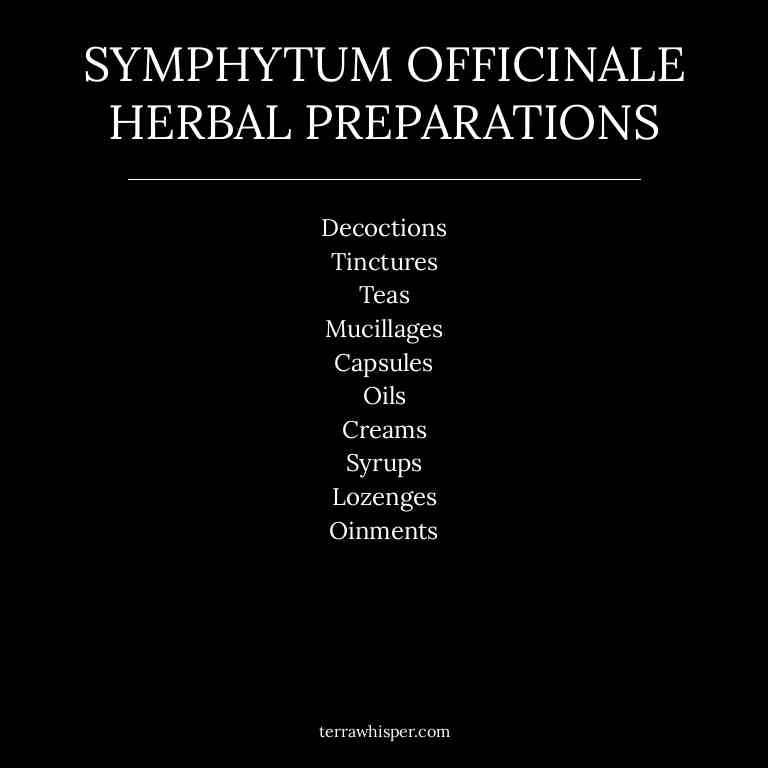 SYMPHYTUM OFFICINALE
HERBAL PREPARATIONS
Decoctions
Tinctures
Teas
Mucillages
Capsules
Oils
Creams
Syrups
Lozenges
Oinments
terrawhisper.com